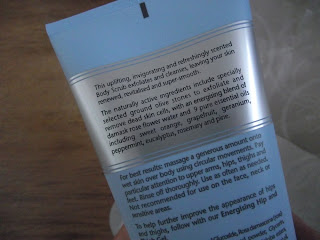 This uplifting, invigorating and refreshingly scented
Body Scrub exfoliates and cleanses, leaving your skin
renewed, revitalised and super-smooth.
The naturally active ingredients include specially
selected ground olive stones to exfoliate and
remove dead skin cells, with an energising blend of
damask rose flower water and 9 pure essential oils
including sweet orange, grapefruit, geranium,
peppermint, eucalyptus, rosemary and pine.
For best results: massage a generous amount onto
wet skin over body using circular movements. Pay
particular attention to upper arms, hips, thighs and
feet. Rinse off thoroughly. Use as often as needed.
Not recommended for use on the face, neck or
sensitive areas.
To help further improve the appearance of hips
and thighs, follow with our Energising Hip and